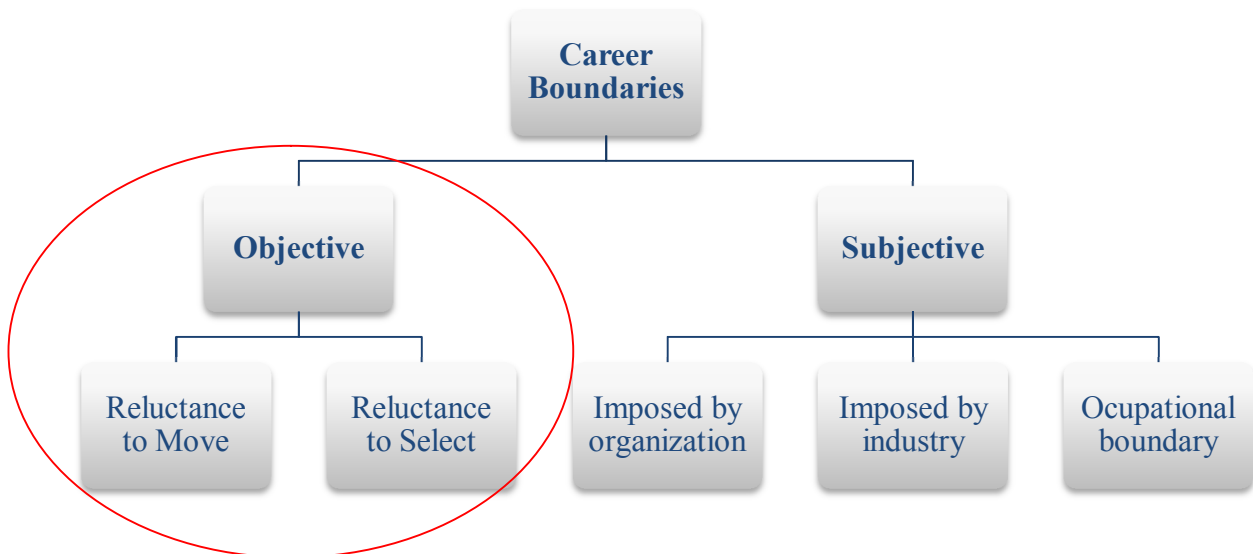 Career
Boundaries
Objective
Subjective
Reluctance
to Move
Reluctance
to Select
Imposed by
organization
Imposed by
industry
Ocupational
boundary